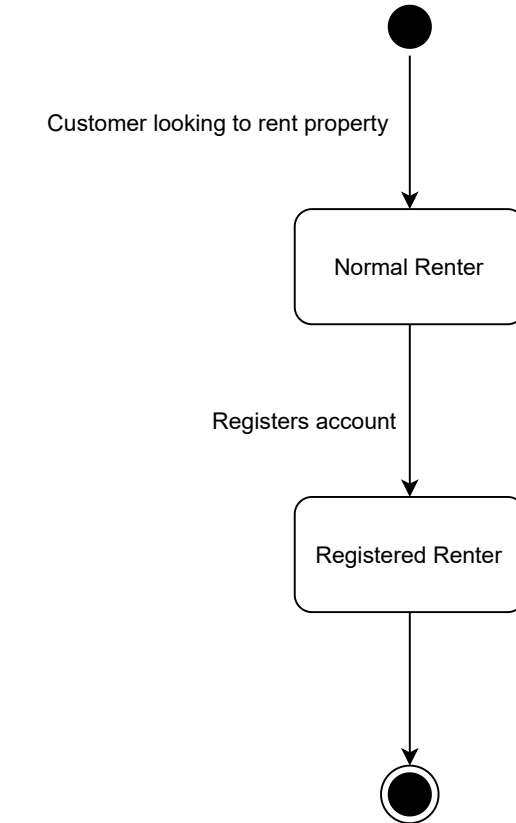 Customer looking to rent property
Normal Renter
Registers account
Registered Renter